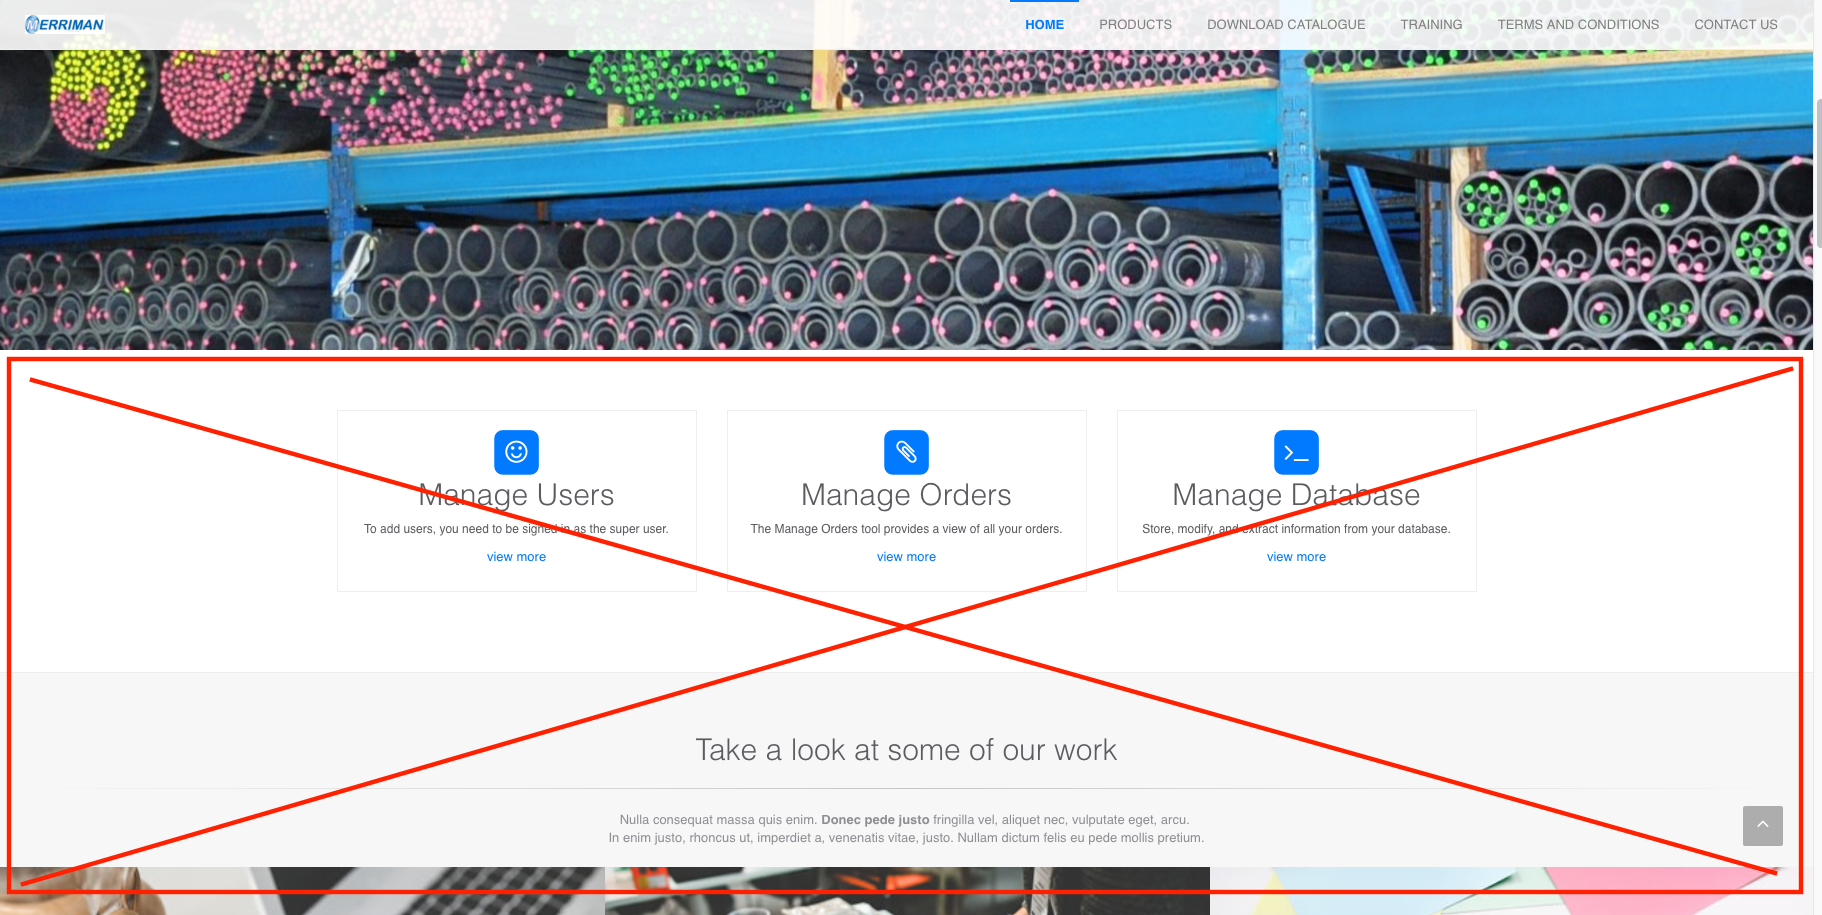 MERRIMAN
HOME PRODUCTS DOWNLOAD CATALOGUE TRAINING TERMS AND CONDITIONS CONTACT US
Manage Users
To add users, you need to be signed in as the super user.
view more
Manage Orders
The Manage Orders tool provides a view of all your orders.
view more
Manage Database
Store, modify, and extract information from your database.
view more
Take a look at some of our work
Nulla consequat massa quis enim. Donec pede justo fringilla vel, aliquet nec, vulputate eget, arcu.
In enim justo, rhoncus ut, imperdiet a, venenatis vitae, justo. Nullam dictum felis eu pede mollis pretium.